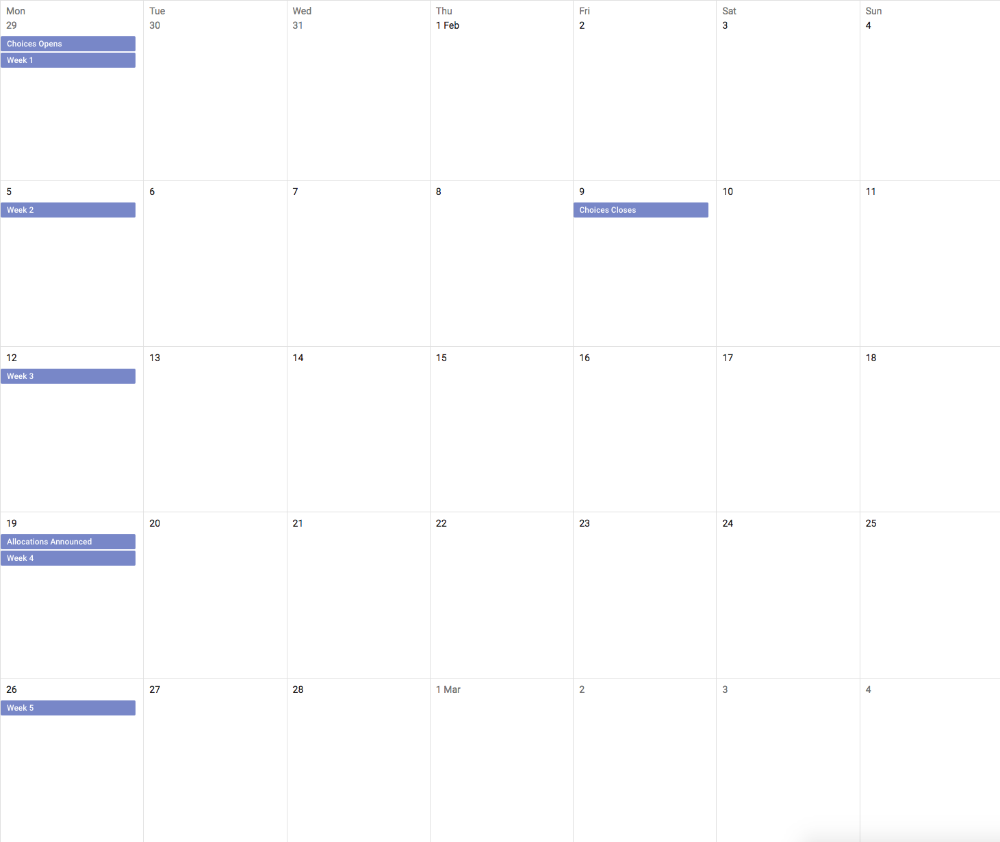 Mon Tue Wed Thu Fri Sat Sun
29 30 31 1 Feb 2 3 4
Choices Opens
Week 1
5 6 7 8 9 10 11
Week 2 Choices Closes
12 13 14 15 16 17 18
Week 3
19 20 21 22 23 24 25
Allocations Announced
Week 4
26 27 28 1 Mar 2 3 4
Week 5